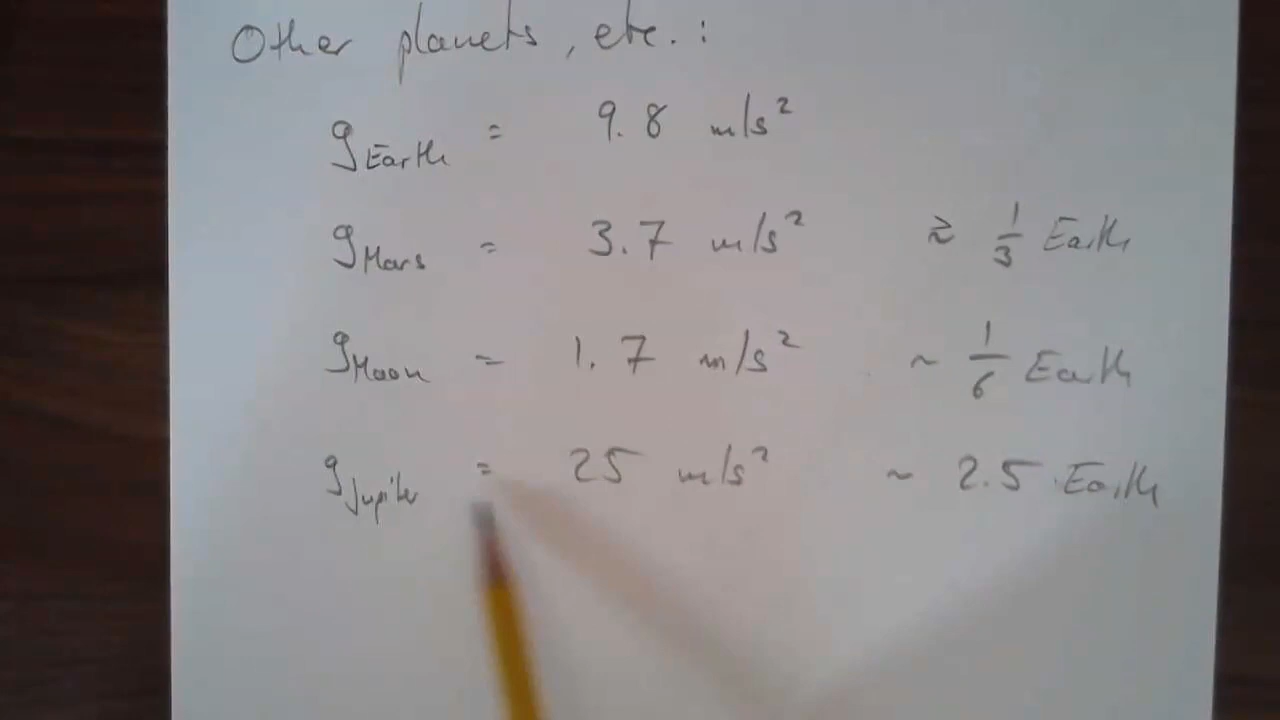 Other planets, etc.:
g_Earth = 9.8 m/s²
g_Mars = 3.7 m/s² ≈ 1/3 Earth
g_Moon = 1.7 m/s² ~ 1/6 Earth
g_Jupiter = 25 m/s² ~ 2.5 Earth